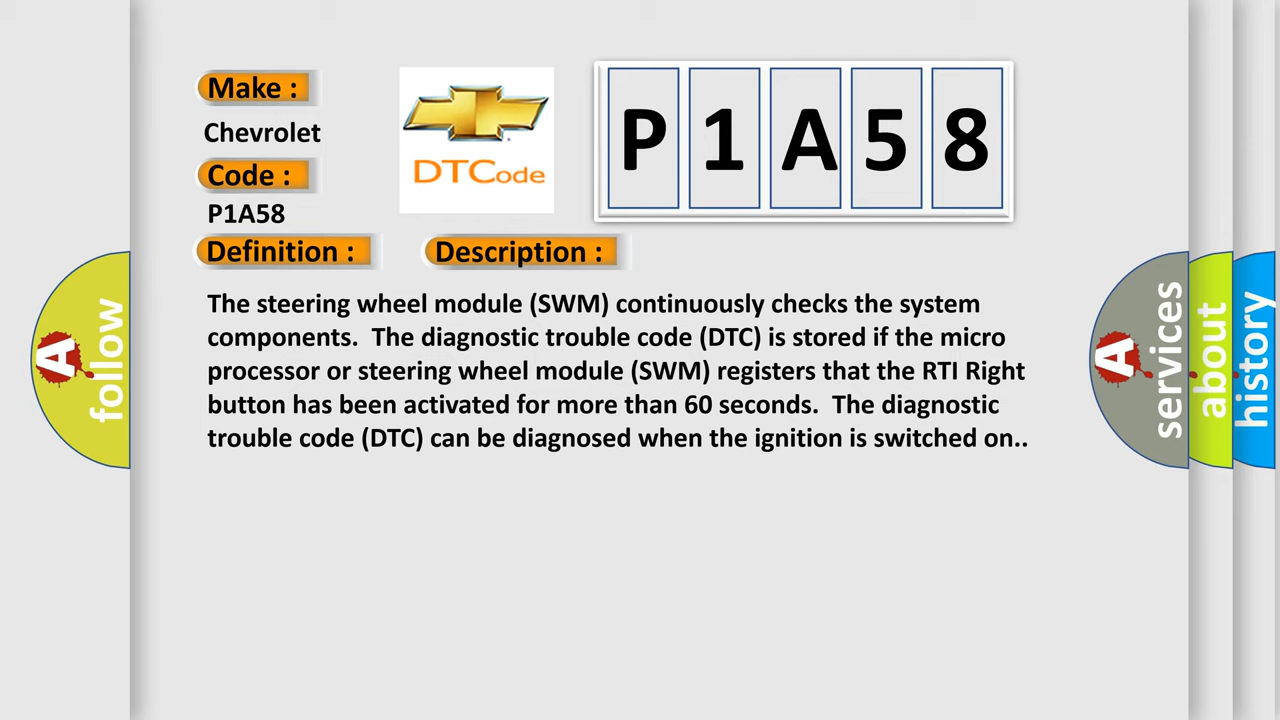 Make :
Chevrolet
Code :
P1A58
DTCode
P1A58
Definition :
Description :
The steering wheel module (SWM) continuously checks the system
components. The diagnostic trouble code (DTC) is stored if the micro
processor or steering wheel module (SWM) registers that the RTI Right
button has been activated for more than 60 seconds. The diagnostic
trouble code (DTC) can be diagnosed when the ignition is switched on..
A follow
A services
about
history